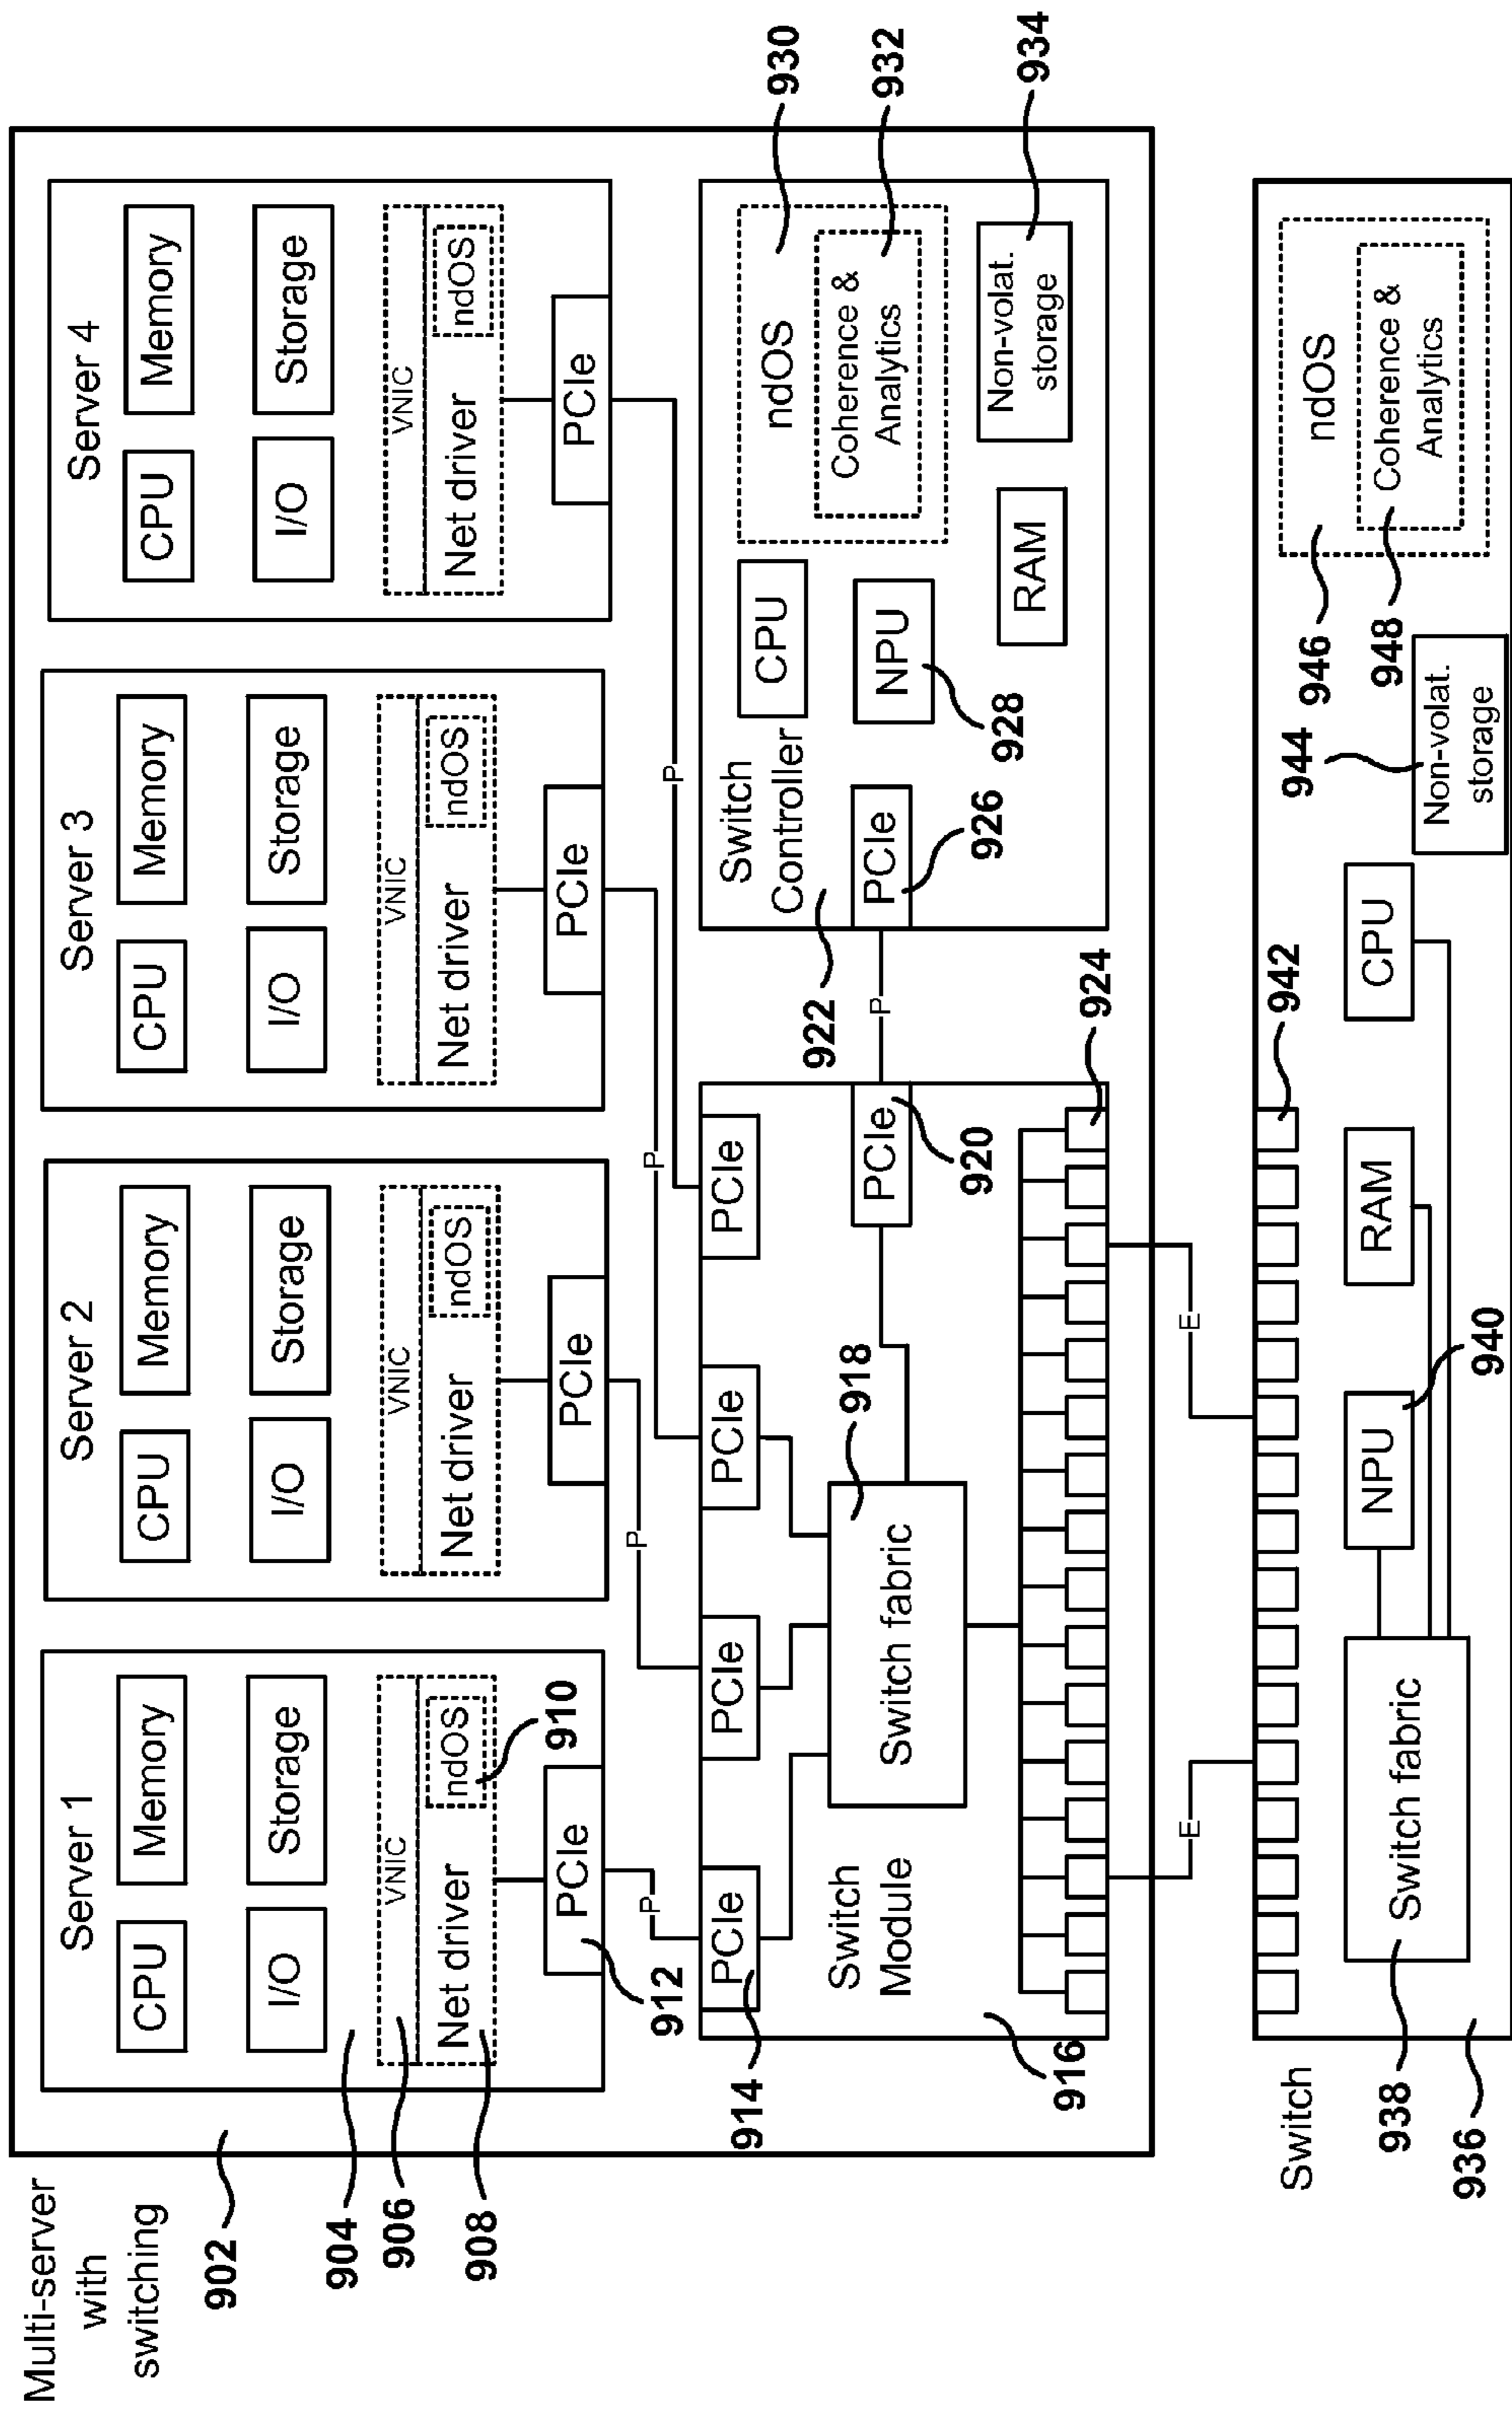 Multi-server
with
switching
902
904
906
908
Server 1
CPU
Memory
I/O
Storage
VNIC
Net driver
ndOS
910
PCIe
912
Server 2
CPU
Memory
I/O
Storage
VNIC
Net driver
ndOS
PCIe
Server 3
CPU
Memory
I/O
Storage
VNIC
Net driver
ndOS
PCIe
Server 4
CPU
Memory
I/O
Storage
VNIC
Net driver
ndOS
PCIe
P
P
P
P
914
PCIe
PCIe
PCIe
PCIe
Switch
Module
Switch fabric
918
916
PCIe
920
924
P
922
Switch
Controller
PCIe
926
CPU
NPU
928
RAM
ndOS
930
Coherence &
Analytics
932
Non-volat.
storage
934
E
E
Switch
936
938
Switch fabric
NPU
940
RAM
942
CPU
944
Non-volat.
storage
946
ndOS
948
Coherence &
Analytics